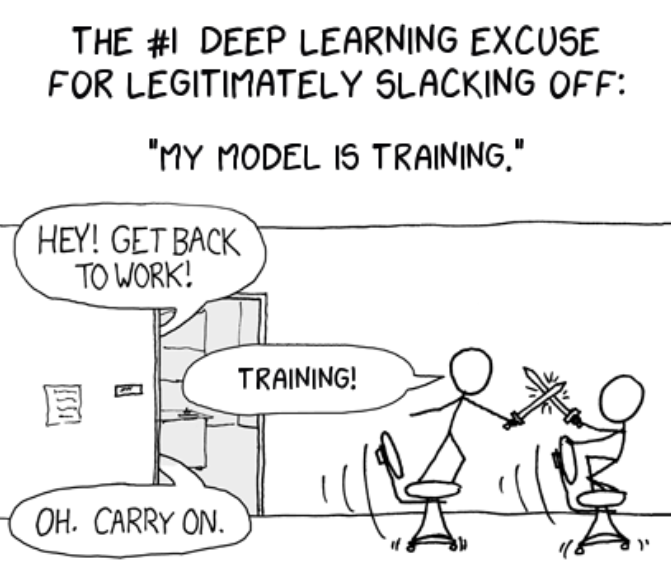 THE #1 DEEP LEARNING EXCUSE
FOR LEGITIMATELY SLACKING OFF:
"MY MODEL IS TRAINING."
HEY! GET BACK
TO WORK!
TRAINING!
OH. CARRY ON.